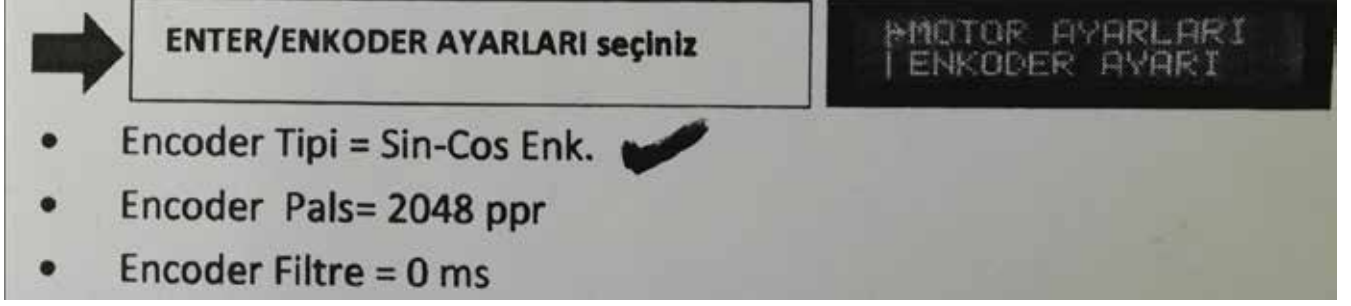 ENTER/ENKODER AYARLARI seçiniz
MOTOR AYARLARI
ENKODER AYARI
• Encoder Tipi = Sin-Cos Enk.
• Encoder Pals= 2048 ppr
• Encoder Filtre = 0 ms